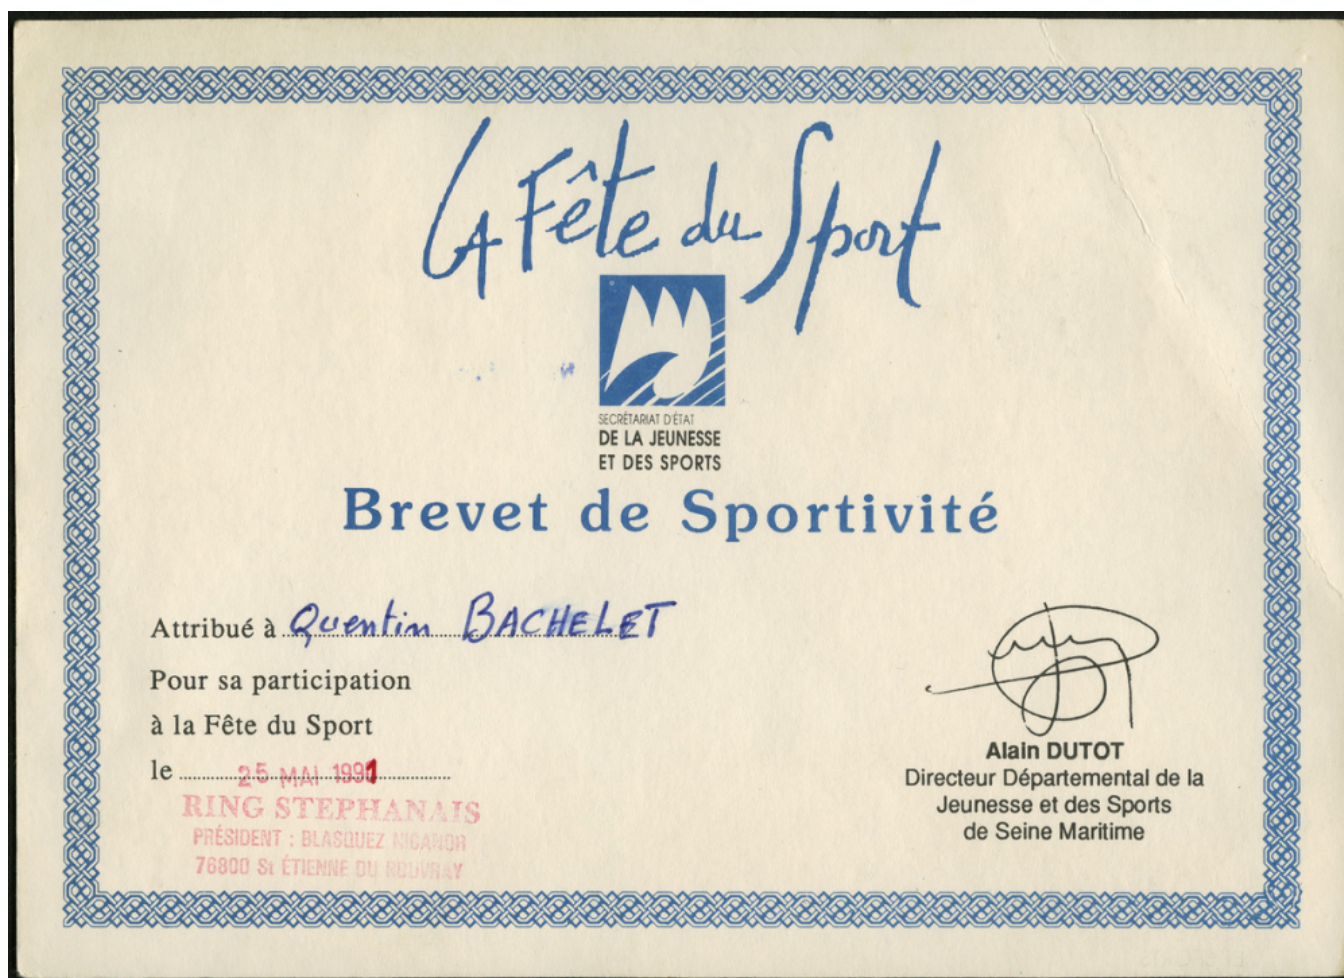 La Fête du Sport
SECRÉTARIAT D'ÉTAT
DE LA JEUNESSE
ET DES SPORTS
Brevet de Sportivité
Attribué à Quentin BACHELET
Pour sa participation
à la Fête du Sport
le 25 MAI 1991
RING STEPHANAIS
PRÉSIDENT : BLASQUEZ NICANOR
76800 St ÉTIENNE DU ROUVRAY
Alain DUTOT
Directeur Départemental de la
Jeunesse et des Sports
de Seine Maritime